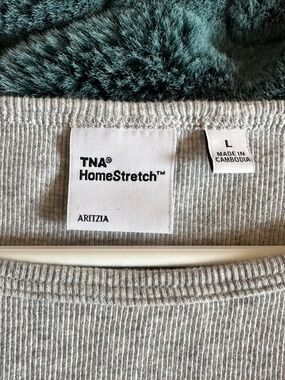 TNA®
HomeStretch™
ARITZIA
L
MADE IN
CAMBODIA